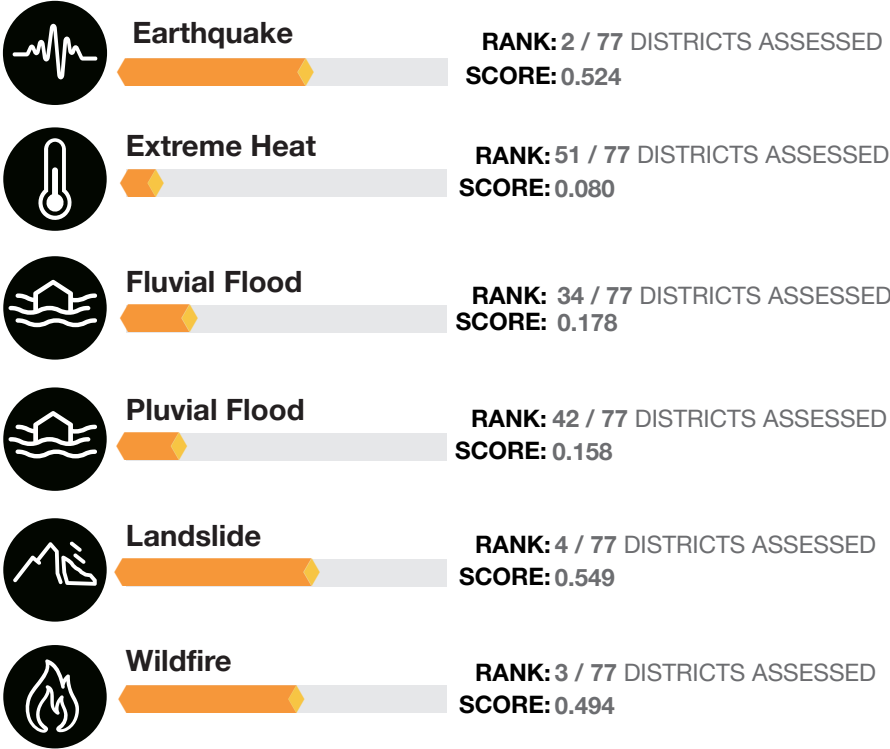 Earthquake
RANK: 2 / 77 DISTRICTS ASSESSED
SCORE: 0.524
Extreme Heat
RANK: 51 / 77 DISTRICTS ASSESSED
SCORE: 0.080
Fluvial Flood
RANK: 34 / 77 DISTRICTS ASSESSED
SCORE: 0.178
Pluvial Flood
RANK: 42 / 77 DISTRICTS ASSESSED
SCORE: 0.158
Landslide
RANK: 4 / 77 DISTRICTS ASSESSED
SCORE: 0.549
Wildfire
RANK: 3 / 77 DISTRICTS ASSESSED
SCORE: 0.494